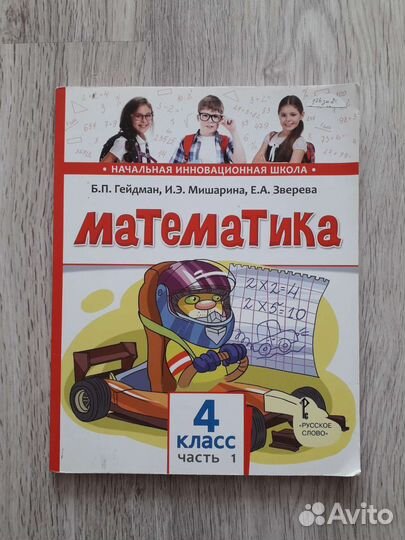 НАЧАЛЬНАЯ ИННОВАЦИОННАЯ ШКОЛА
Б.П. Гейдман, И.Э. Мишарина, Е.А. Зверева
МАТЕМАТИКА
2×2=4
2×5=10
4
КЛАСС
ЧАСТЬ 1
«РУССКОЕ
СЛОВО»
Avito